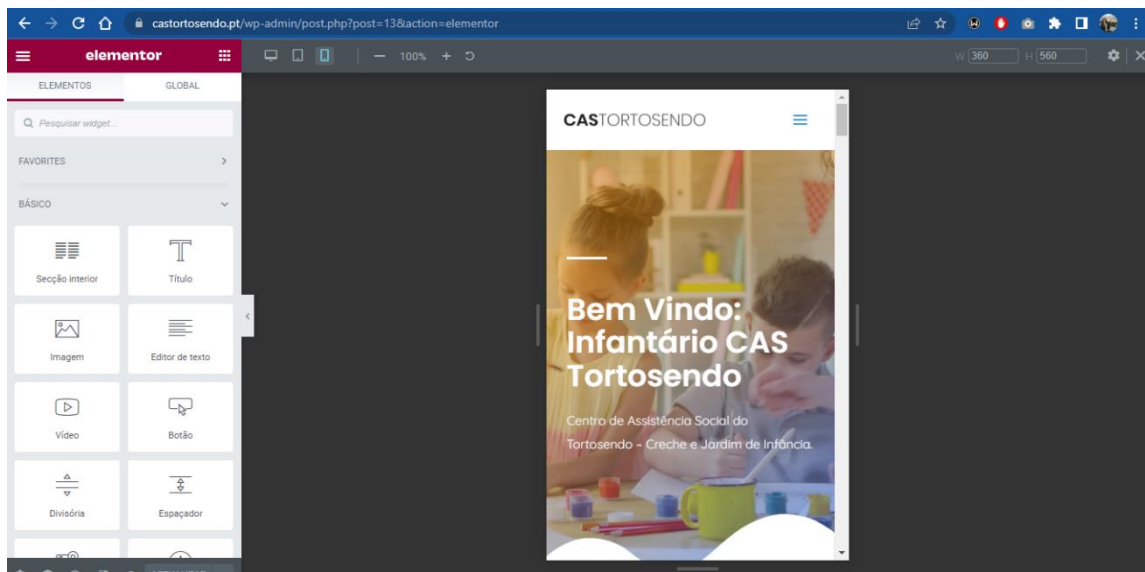 castortosendo.pt/wp-admin/post.php?post=13&action=elementor
elementor
100%
W 360
H 560
ELEMENTOS
GLOBAL
Pesquisar widget...
FAVORITES
BÁSICO
Secção interior
Título
Imagem
Editor de texto
Vídeo
Botão
Divisória
Espaçador
CASTORTOSENDO
Bem Vindo:
Infantário CAS
Tortosendo
Centro de Assistência Social do
Tortosendo – Creche e Jardim de Infância.